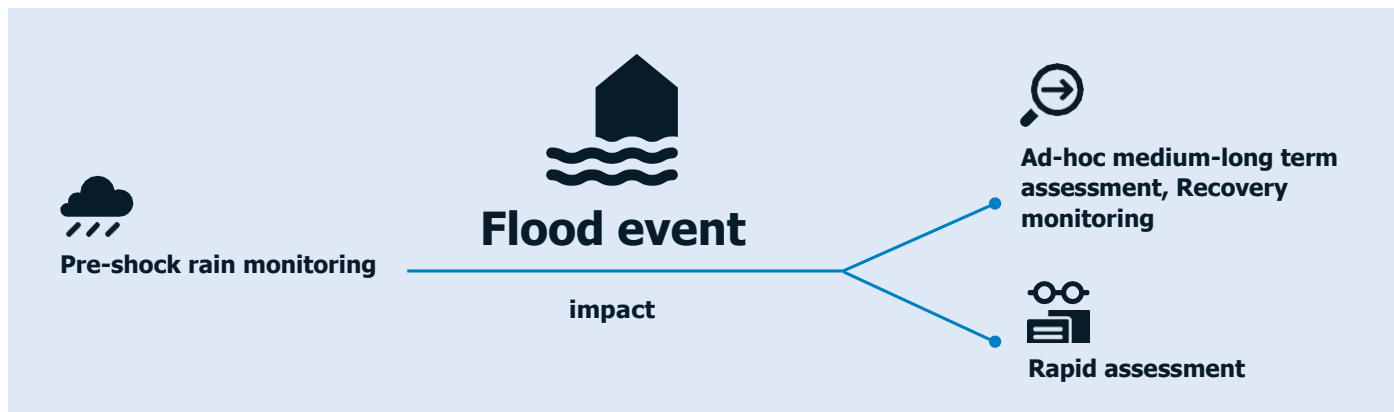 Pre-shock rain monitoring
Flood event
impact
Ad-hoc medium-long term
assessment, Recovery
monitoring
Rapid assessment